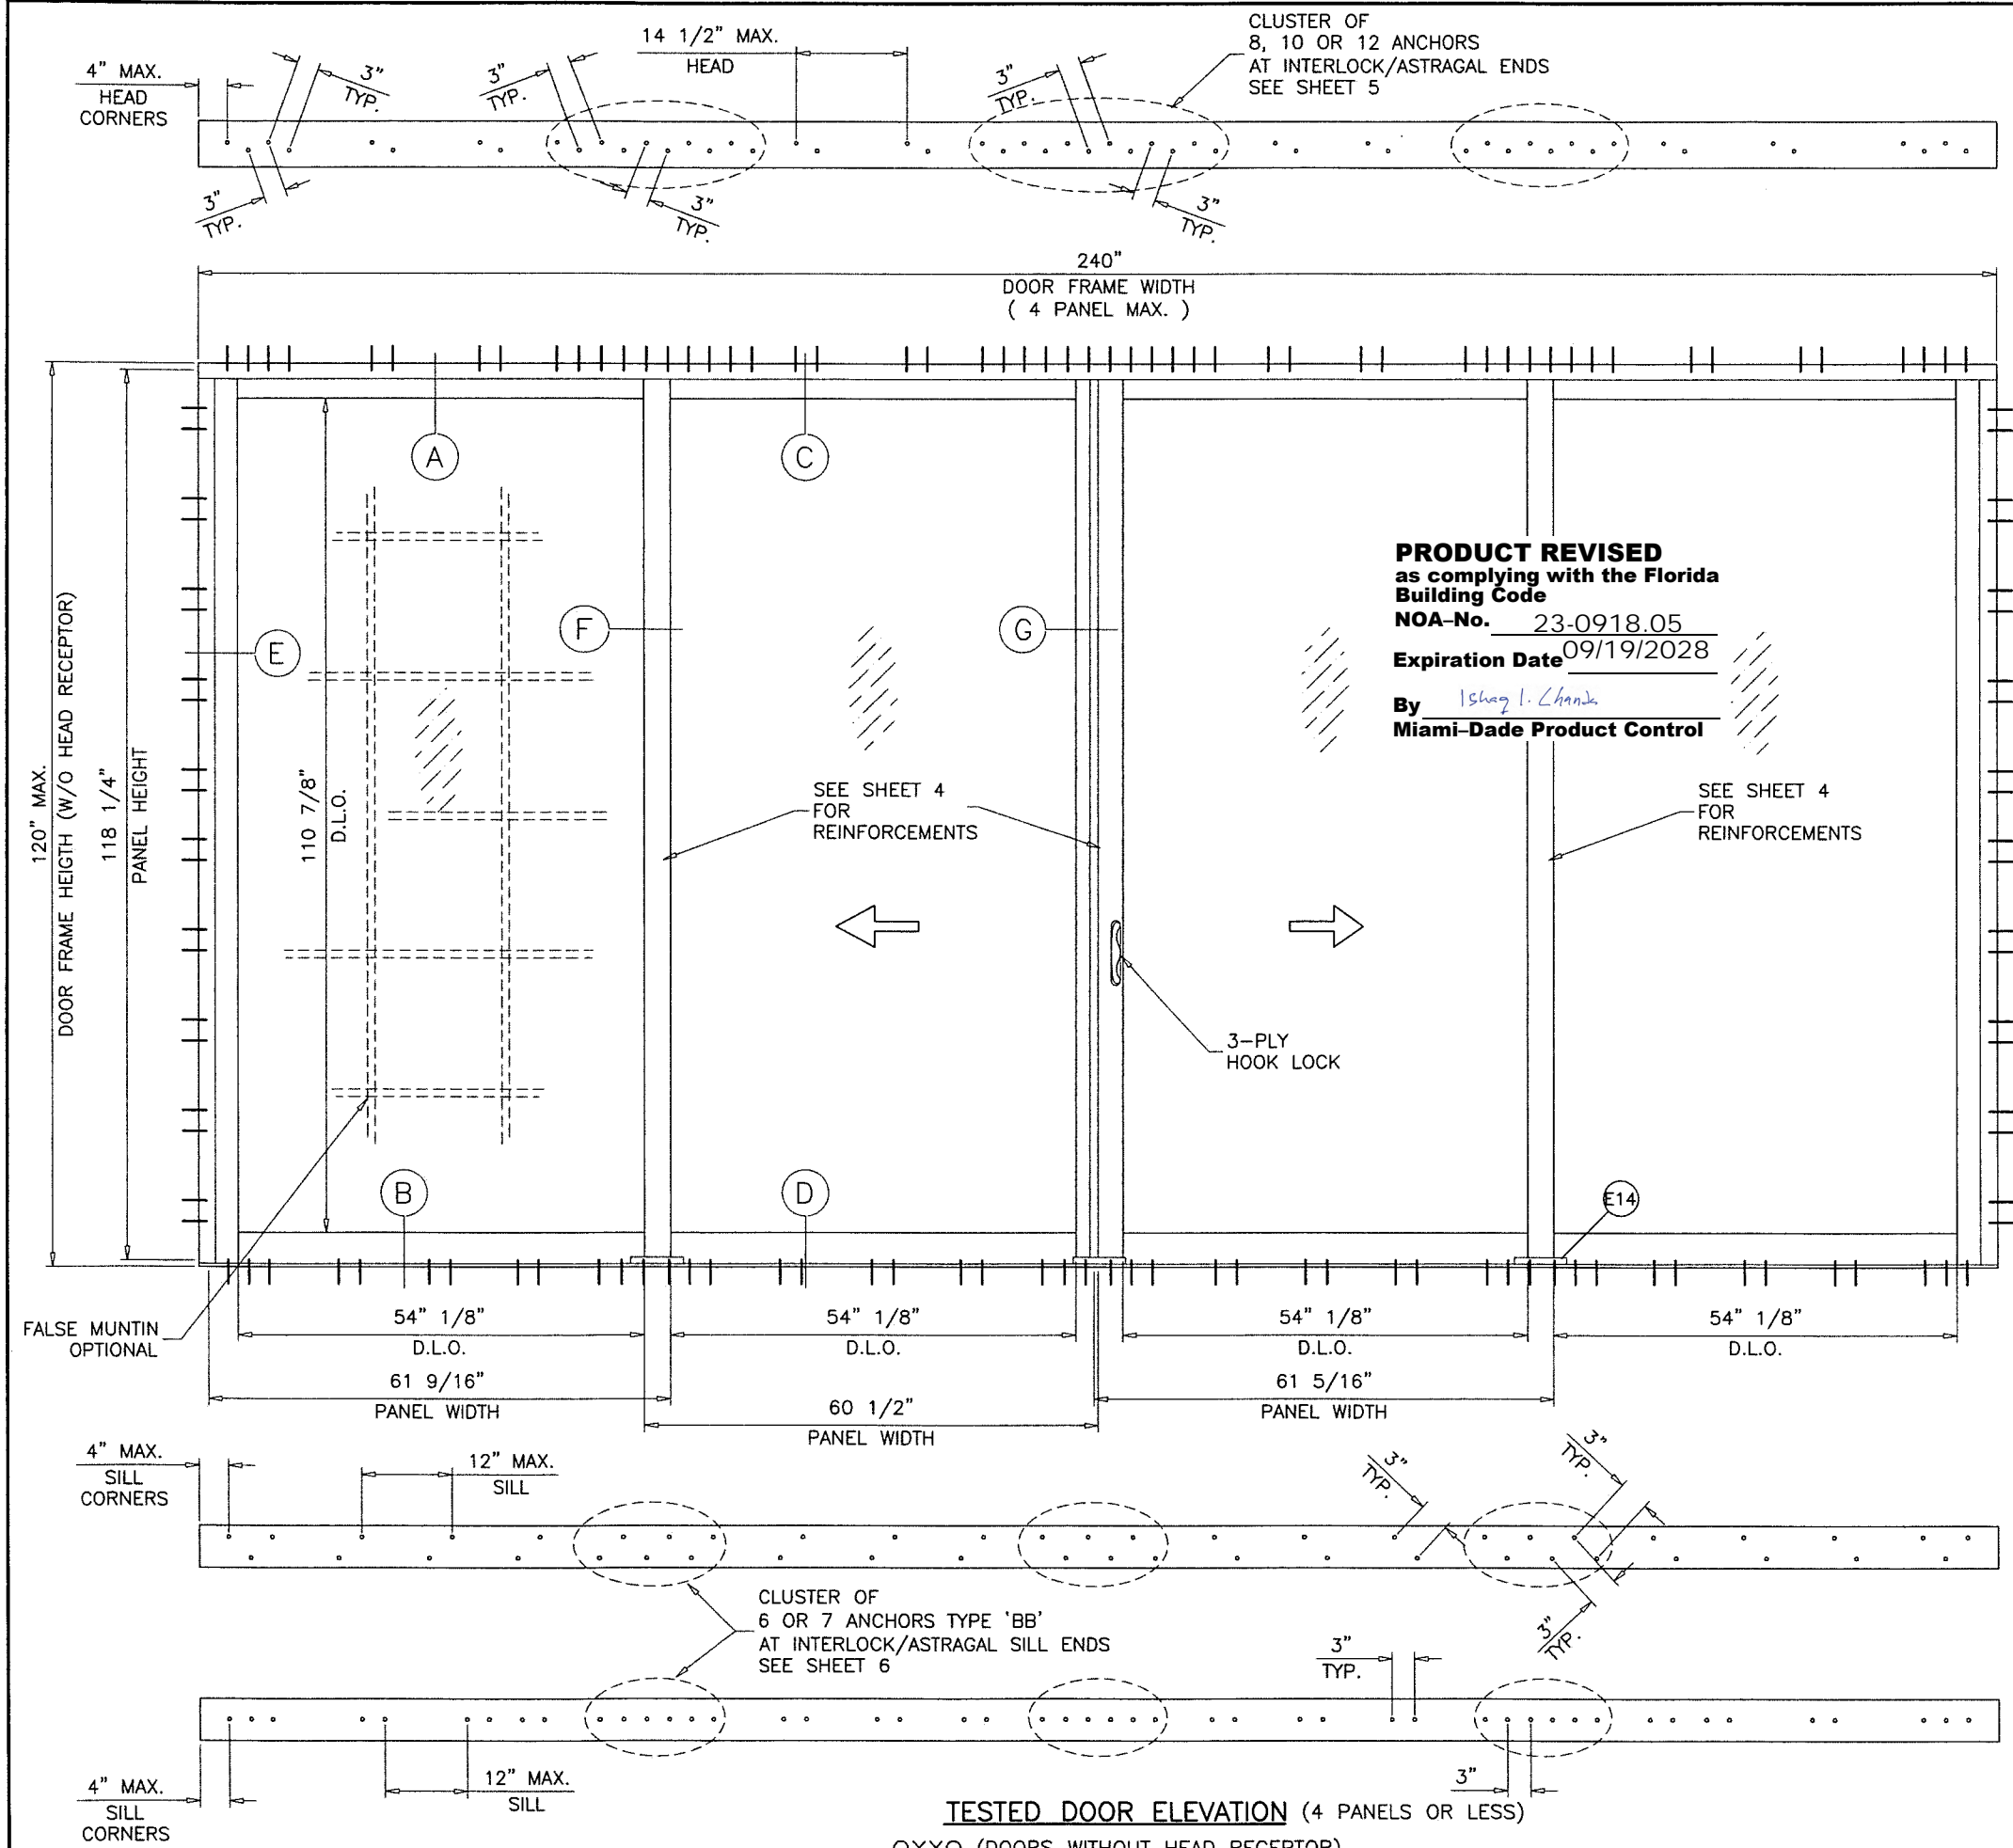 CLUSTER OF
8, 10 OR 12 ANCHORS
AT INTERLOCK/ASTRAGAL ENDS
SEE SHEET 5
14 1/2" MAX.
HEAD
4" MAX.
HEAD
CORNERS
3"
TYP.
3"
TYP.
3"
TYP.
3"
TYP.
3"
TYP.
3"
TYP.
240"
DOOR FRAME WIDTH
( 4 PANEL MAX. )
A
C
PRODUCT REVISED
as complying with the Florida
Building Code
NOA–No. 23-0918.05
Expiration Date 09/19/2028
By Ishaq I. Chanda
Miami–Dade Product Control
E
F
G
120" MAX.
DOOR FRAME HEIGTH (W/O HEAD RECEPTOR)
118 1/4"
PANEL HEIGHT
110 7/8"
D.L.O.
SEE SHEET 4
FOR
REINFORCEMENTS
SEE SHEET 4
FOR
REINFORCEMENTS
3-PLY
HOOK LOCK
B
D
E14
FALSE MUNTIN
OPTIONAL
54" 1/8"
D.L.O.
54" 1/8"
D.L.O.
54" 1/8"
D.L.O.
54" 1/8"
D.L.O.
61 9/16"
PANEL WIDTH
60 1/2"
PANEL WIDTH
61 5/16"
PANEL WIDTH
4" MAX.
SILL
CORNERS
12" MAX.
SILL
3"
TYP.
3"
TYP.
3"
TYP.
CLUSTER OF
6 OR 7 ANCHORS TYPE 'BB'
AT INTERLOCK/ASTRAGAL SILL ENDS
SEE SHEET 6
3"
TYP.
4" MAX.
SILL
CORNERS
12" MAX.
SILL
3"
TESTED DOOR ELEVATION (4 PANELS OR LESS)
OXXO (DOORS WITHOUT HEAD RECEPTOR)